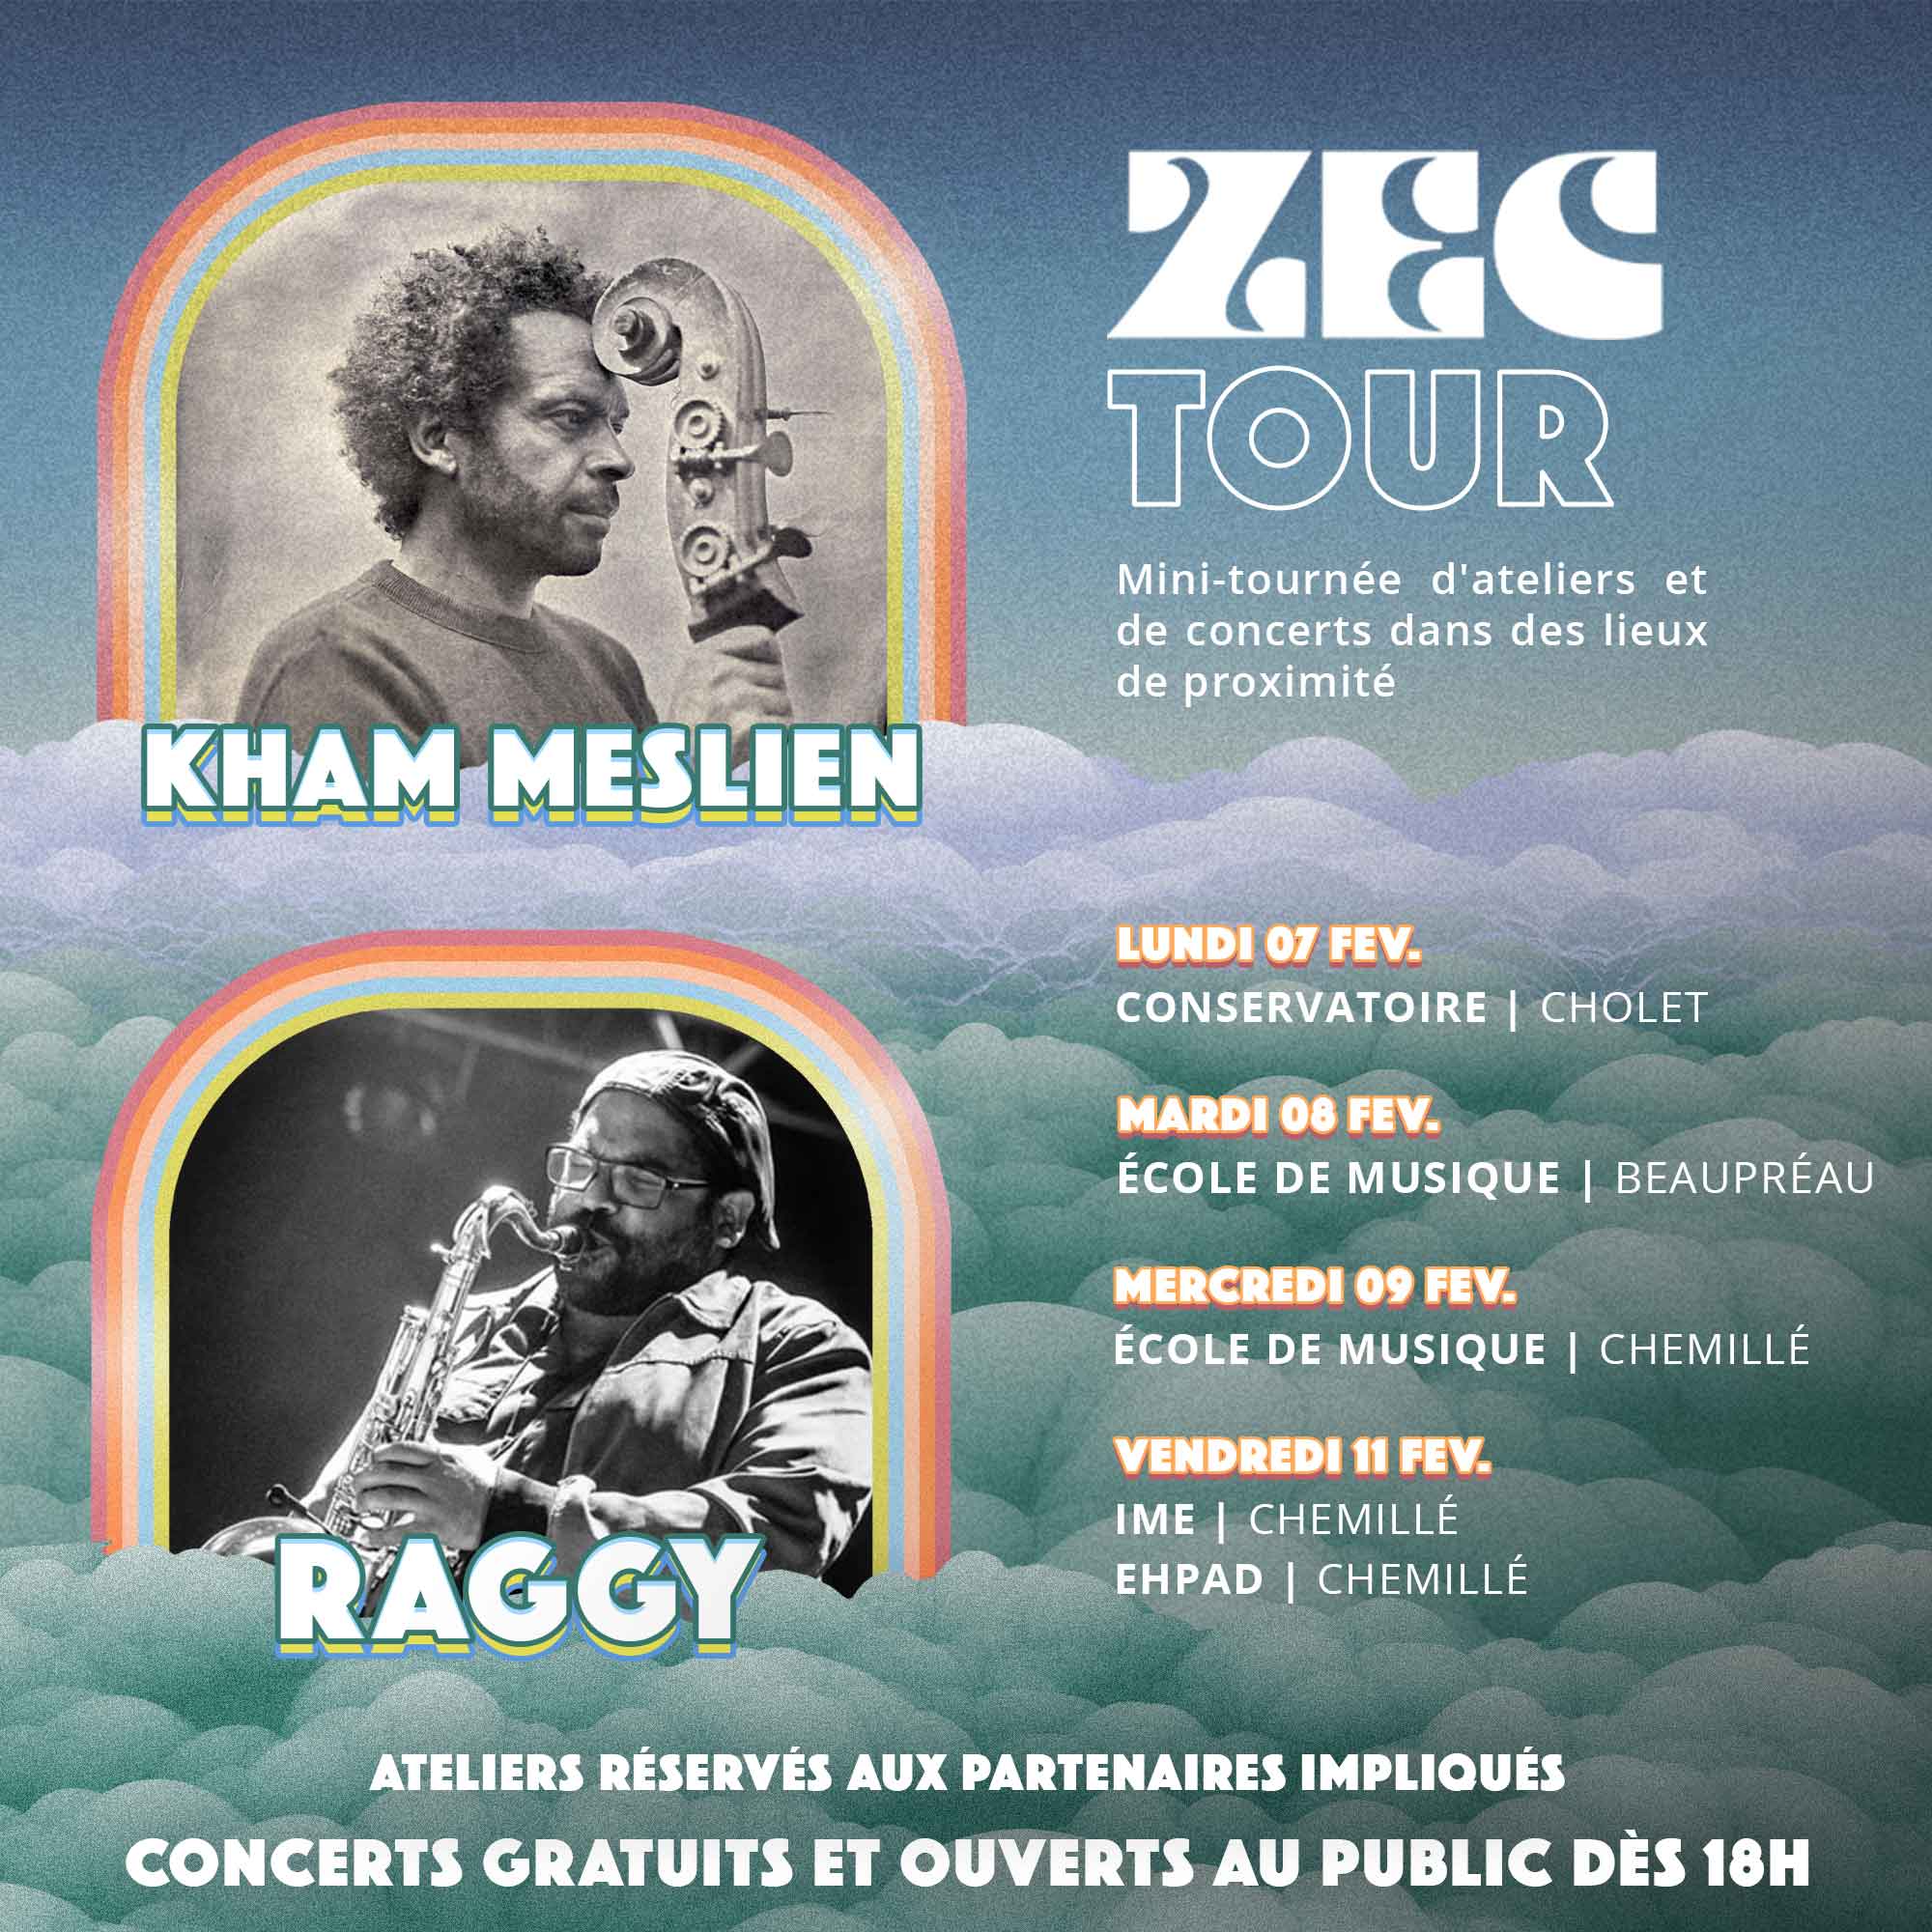 ZEC
TOUR
Mini-tournée d'ateliers et
de concerts dans des lieux
de proximité
KHAM MESLIEN
LUNDI 07 FEV.
CONSERVATOIRE | CHOLET
MARDI 08 FEV.
ÉCOLE DE MUSIQUE | BEAUPRÉAU
MERCREDI 09 FEV.
ÉCOLE DE MUSIQUE | CHEMILLÉ
VENDREDI 11 FEV.
IME | CHEMILLÉ
EHPAD | CHEMILLÉ
RAGGY
ATELIERS RÉSERVÉS AUX PARTENAIRES IMPLIQUÉS
CONCERTS GRATUITS ET OUVERTS AU PUBLIC DÈS 18H